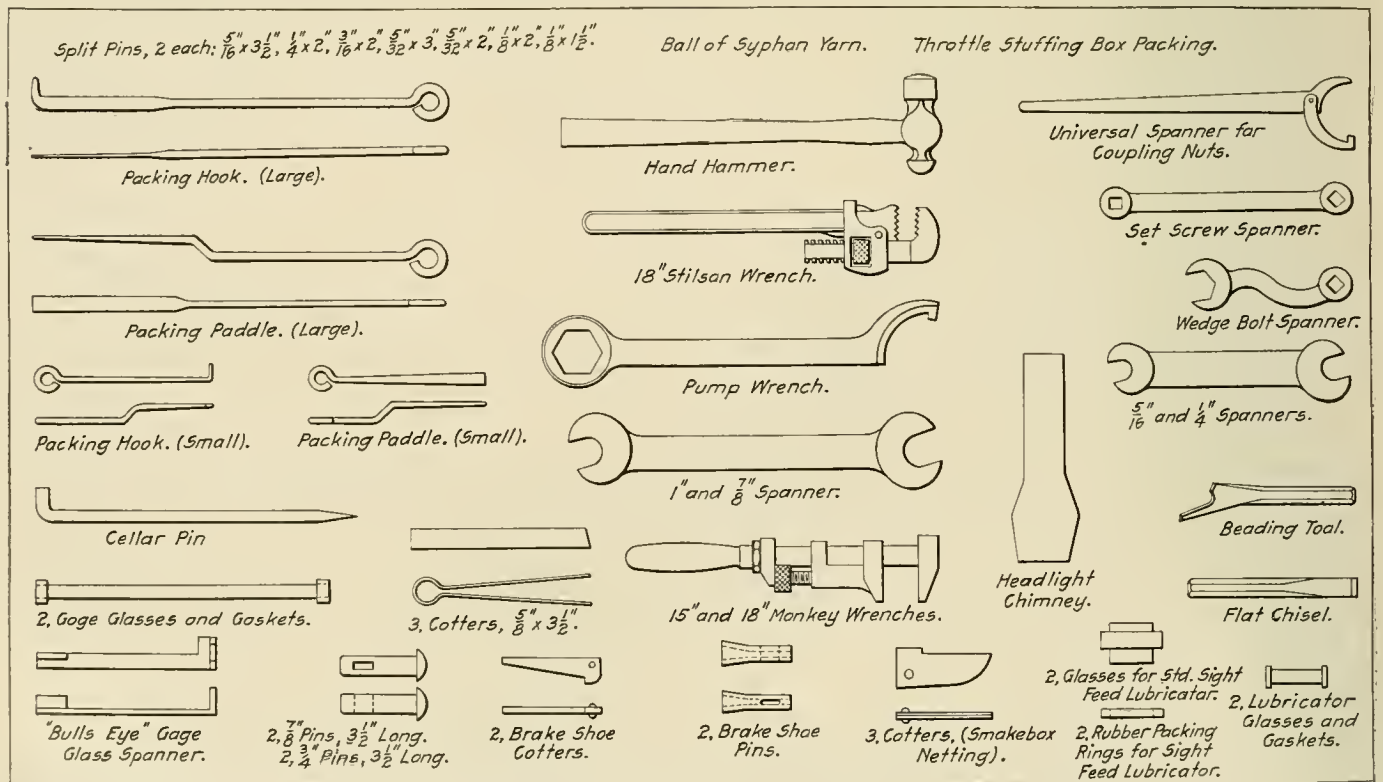 Split Pins, 2 each: 5/16" x 3 1/2", 1/4" x 2", 3/16" x 2", 5/32" x 3", 5/32" x 2", 1/8" x 2", 1/8" x 1 1/2".
Ball of Syphan Yarn.
Throttle Stuffing Box Packing.
Packing Hook. (Large).
Hand Hammer.
Universal Spanner far
Coupling Nuts.
Set Screw Spanner.
18" Stilsan Wrench.
Packing Paddle. (Large).
Wedge Bolt Spanner.
Pump Wrench.
5/16" and 1/4" Spanners.
Packing Hook. (Small).
Packing Paddle. (Small).
1" and 7/8" Spanner.
Cellar Pin
Beading Toal.
Headlight
Chimney.
2, Gage Glasses and Gaskets.
3, Cotters, 5/8" x 3 1/2".
15" and 18" Monkey Wrenches.
Flat Chisel.
"Bulls Eye" Gage
Glass Spanner.
2, 7/8" Pins, 3 1/2" Long.
2, 3/4" Pins, 3 1/2" Long.
2, Brake Shoe
Cotters.
2, Brake Shae
Pins.
3, Cotters, (Smakebox
Netting).
2, Glasses for Std. Sight
Feed Lubricatar.
2, Rubber Packing
Rings for Sight
Feed Lubricator.
2, Lubricator
Glasses and
Gaskets.